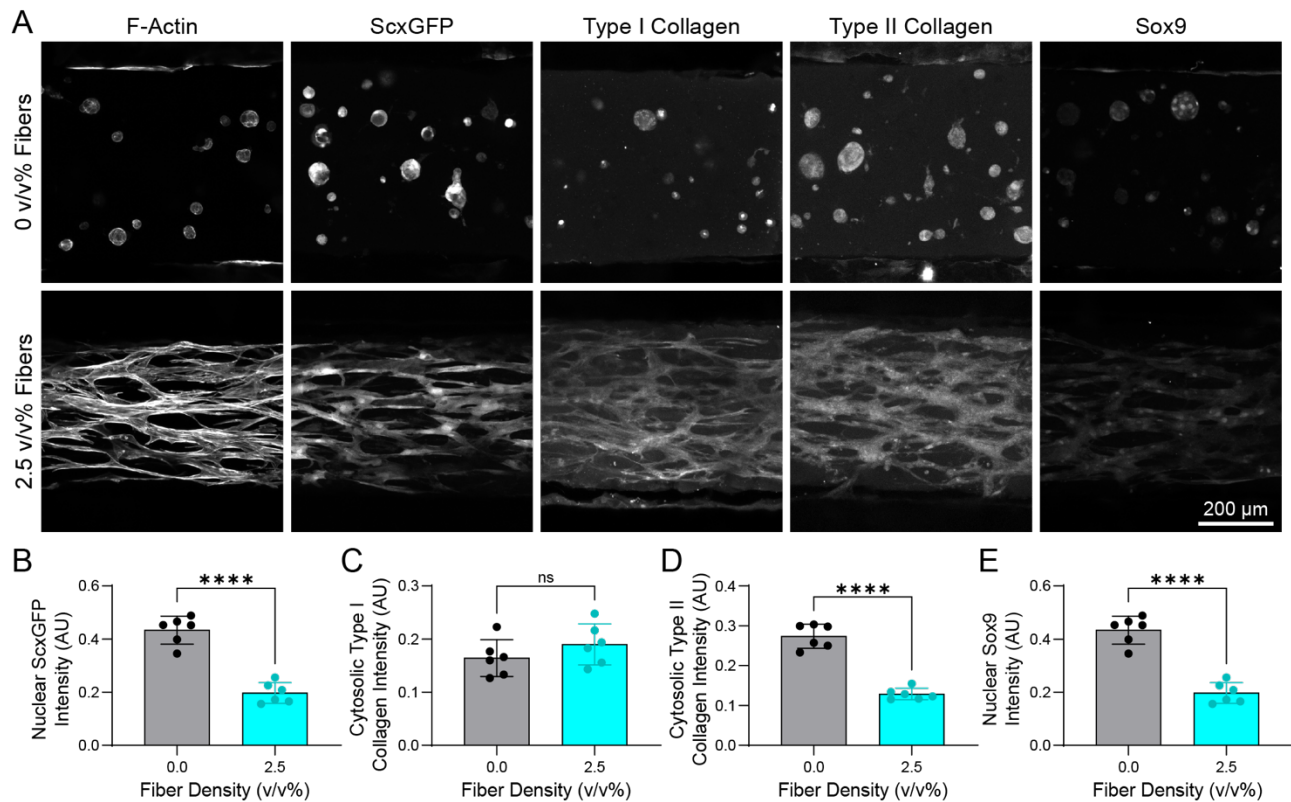 A
F-Actin
ScxGFP
Type I Collagen
Type II Collagen
Sox9
0 v/v% Fibers
2.5 v/v% Fibers
200 µm
B
Nuclear ScxGFP
Intensity (AU)
0.6
0.4
0.2
0.0
****
0.0
2.5
Fiber Density (v/v%)
C
Cytosolic Type I
Collagen Intensity (AU)
0.3
0.2
0.1
0.0
ns
0.0
2.5
Fiber Density (v/v%)
D
Cytosolic Type II
Collagen Intensity (AU)
0.4
0.3
0.2
0.1
0.0
****
0.0
2.5
Fiber Density (v/v%)
E
Nuclear Sox9
Intensity (AU)
0.6
0.4
0.2
0.0
****
0.0
2.5
Fiber Density (v/v%)